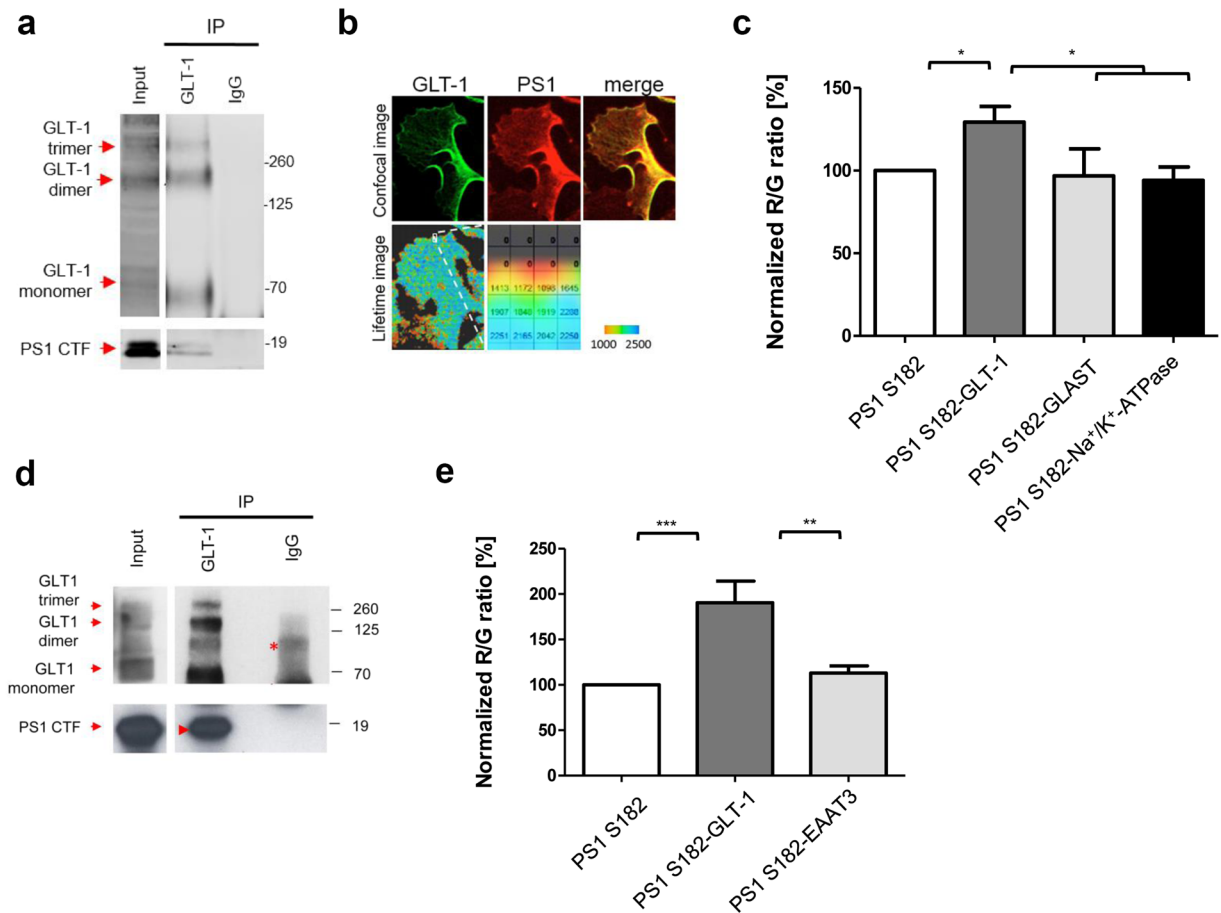 a
IP
Input
GLT-1
IgG
GLT-1
trimer
GLT-1
dimer
GLT-1
monomer
PS1 CTF
-260
-125
-70
-19
b
GLT-1 PS1 merge
Confocal image
Lifetime image
0 0 0 0
0 0 0 0
1413 1172 1098 1645
1907 1848 1919 2208
2251 2165 2042 2250
1000 2500
c
* *
Normalized R/G ratio [%]
150
100
50
0
PS1 S182
PS1 S182-GLT-1
PS1 S182-GLAST
PS1 S182-Na⁺/K⁺-ATPase
d
IP
Input
GLT-1
IgG
GLT1
trimer
GLT1
dimer
GLT1
monomer
PS1 CTF
*
260
125
70
19
e
*** **
Normalized R/G ratio [%]
250
200
150
100
50
0
PS1 S182
PS1 S182-GLT-1
PS1 S182-EAAT3